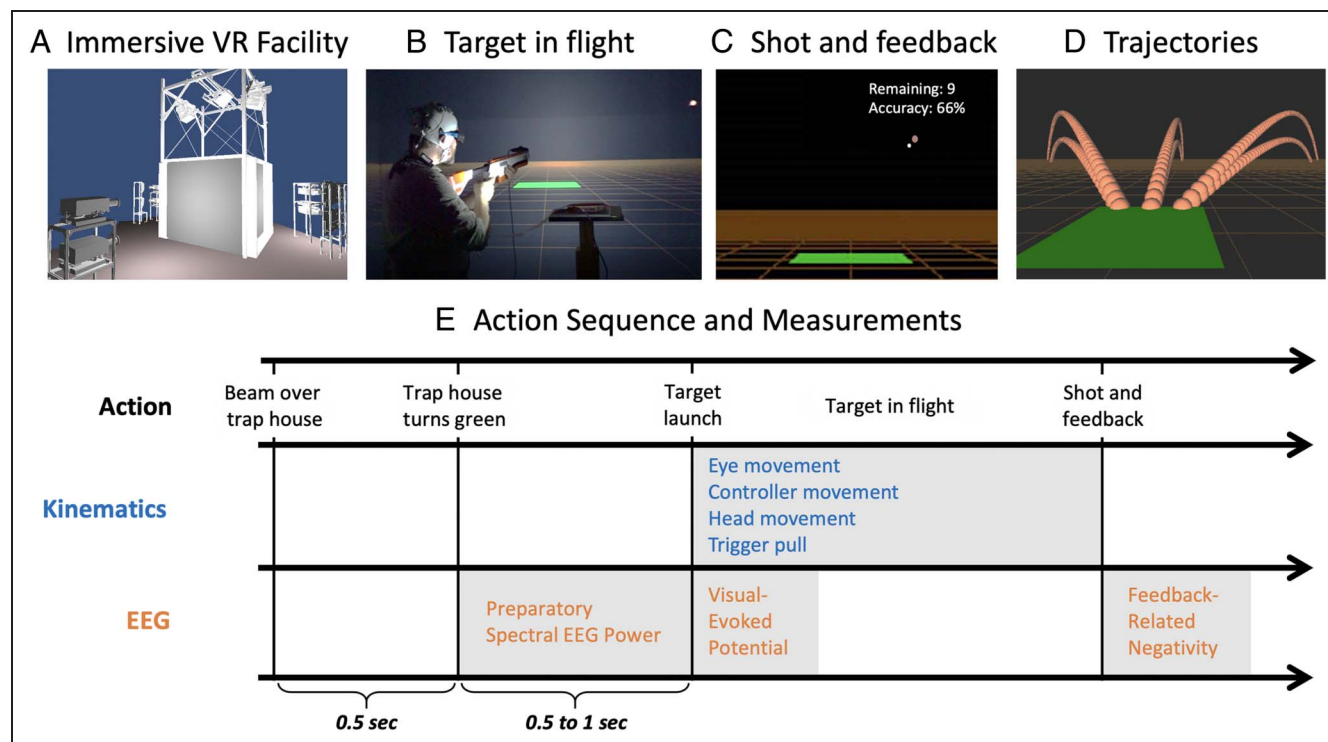 A Immersive VR Facility
B Target in flight
C Shot and feedback
D Trajectories
Remaining: 9
Accuracy: 66%
E Action Sequence and Measurements
Action
Beam over
trap house
Trap house
turns green
Target
launch
Target in flight
Shot and
feedback
Kinematics
Eye movement
Controller movement
Head movement
Trigger pull
EEG
Preparatory
Spectral EEG Power
Visual-
Evoked
Potential
Feedback-
Related
Negativity
0.5 sec
0.5 to 1 sec